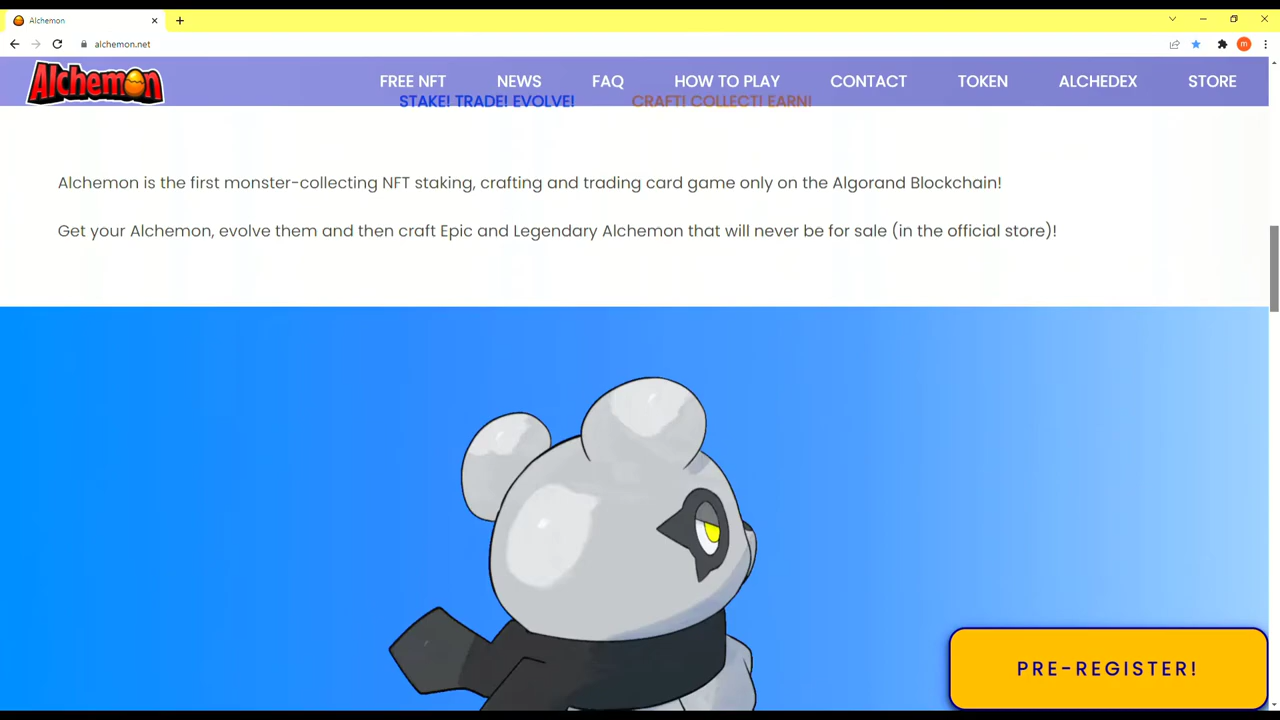 Alchemon
alchemon.net
m
Alchemon
FREE NFT NEWS FAQ HOW TO PLAY CONTACT TOKEN ALCHEDEX STORE
STAKE! TRADE! EVOLVE! CRAFT! COLLECT! EARN!
Alchemon is the first monster-collecting NFT staking, crafting and trading card game only on the Algorand Blockchain!
Get your Alchemon, evolve them and then craft Epic and Legendary Alchemon that will never be for sale (in the official store)!
PRE-REGISTER!